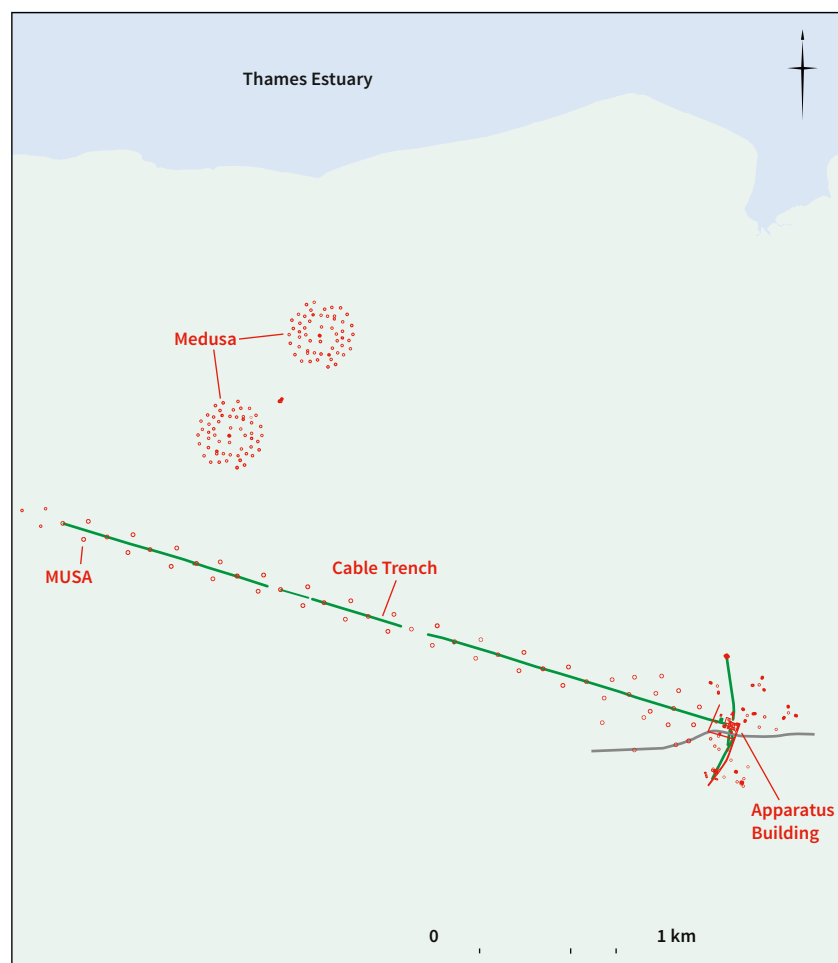 Thames Estuary
Medusa
MUSA
Cable Trench
Apparatus
Building
0 1 km